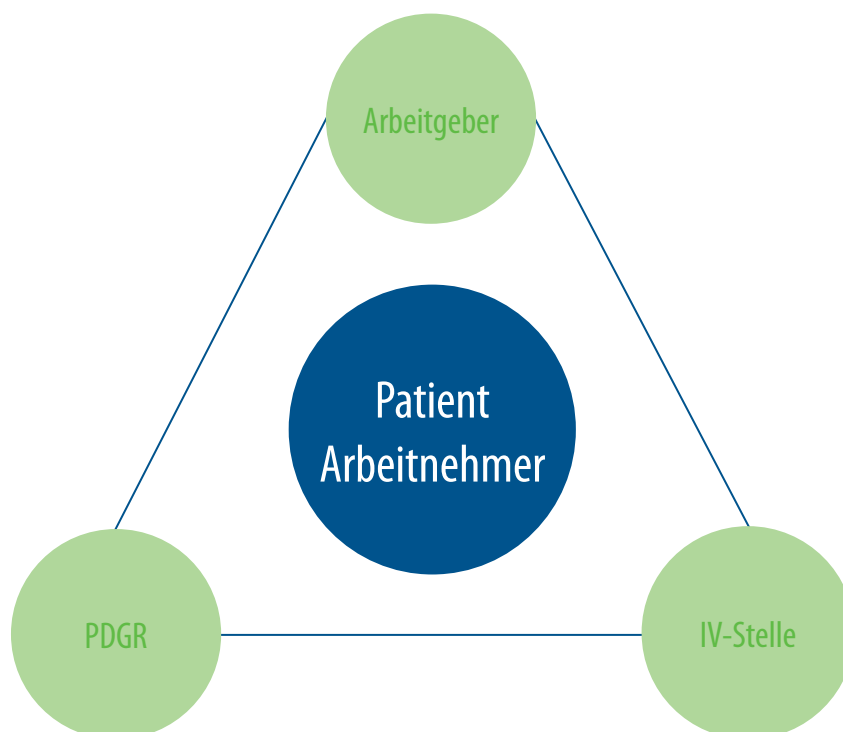 Arbeitgeber
Patient
Arbeitnehmer
PDGR
IV-Stelle